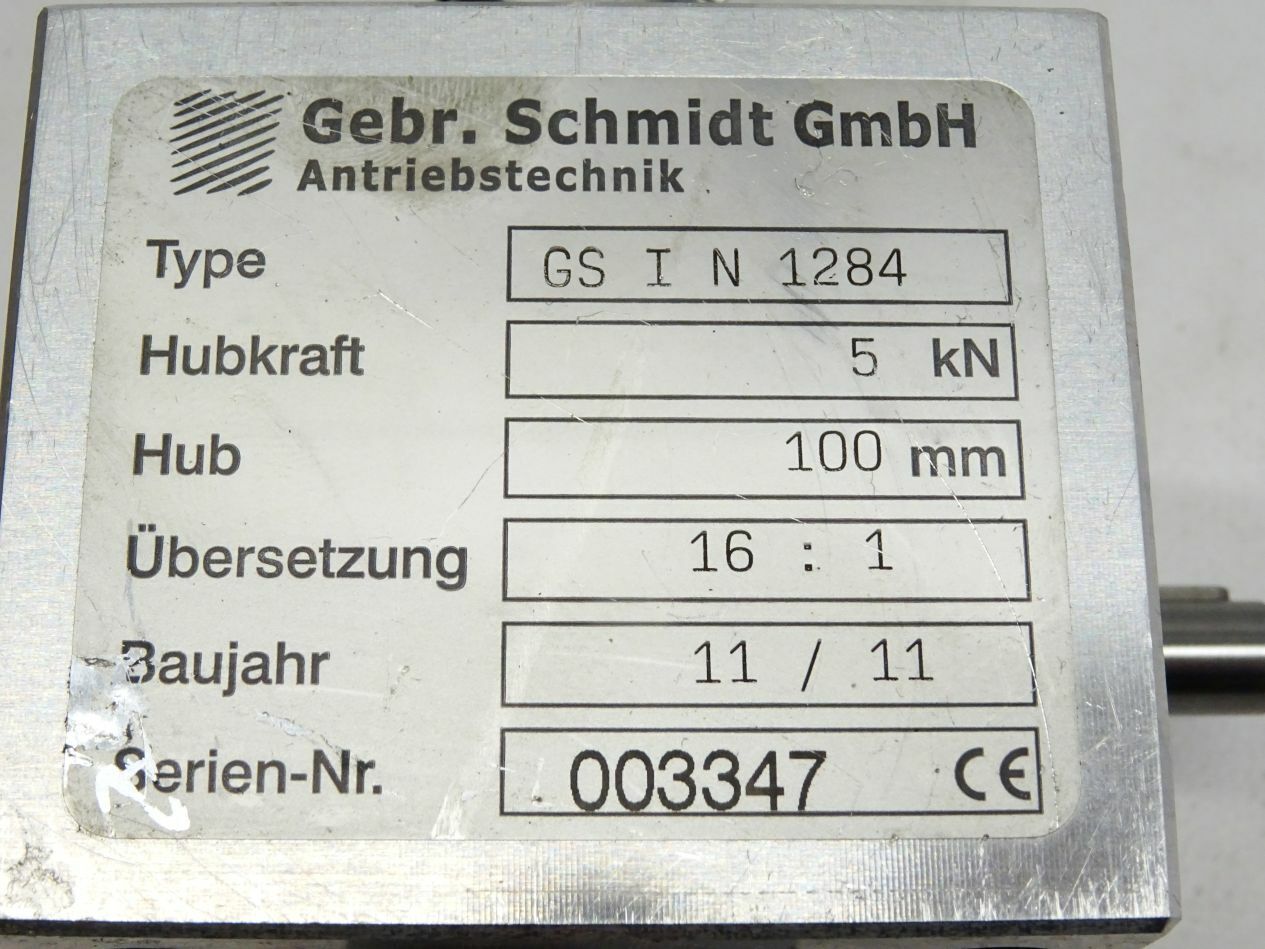 Gebr. Schmidt GmbH
Antriebstechnik
Type GS I N 1284
Hubkraft 5 kN
Hub 100 mm
Übersetzung 16 : 1
Baujahr 11 / 11
Serien-Nr. 003347 CE